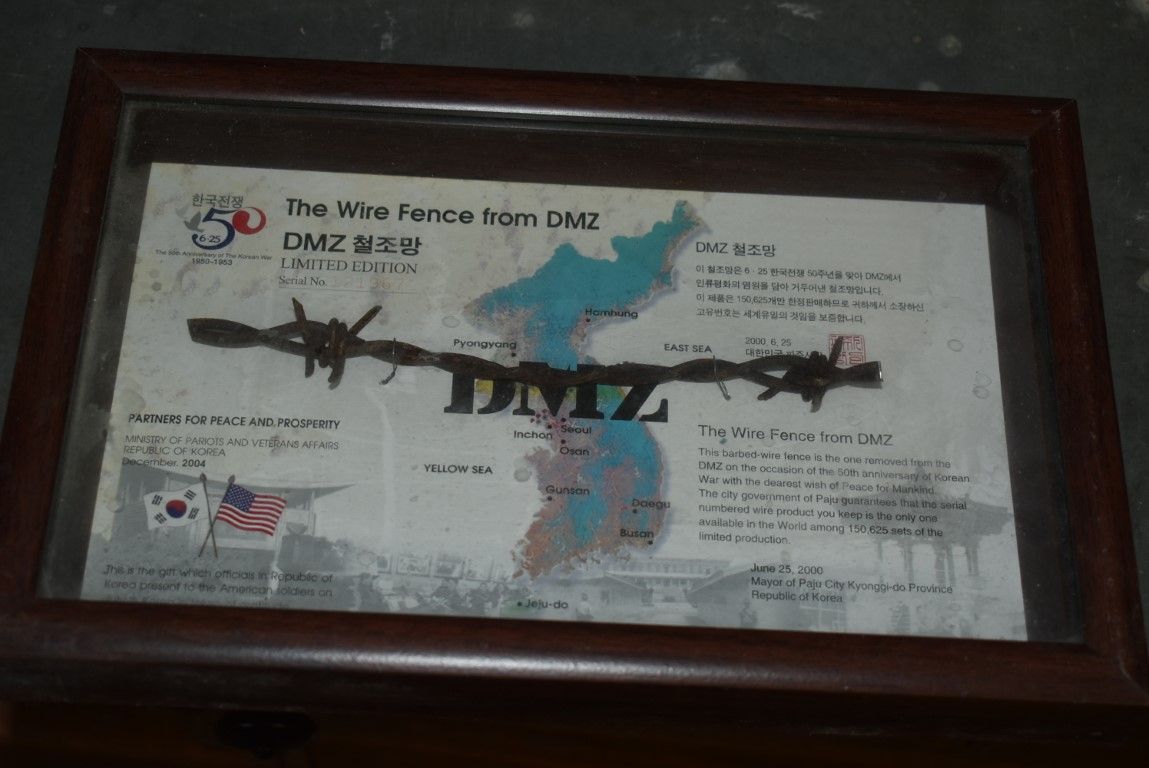 한국전쟁
50
6·25
The 50th Anniversary of The Korean War
1950-1953
The Wire Fence from DMZ
DMZ 철조망
LIMITED EDITION
Serial No.
DMZ 철조망
이 철조망은 6·25 한국전쟁 50주년을 맞아 DMZ에서
인류평화의 염원을 담아 거두어낸 철조망입니다.
이 제품은 150,625개만 한정판매하므로 귀하께서 소장하신
고유번호는 세계유일의 것임을 보증합니다.
2000. 6. 25
대한민국 파주시
Hambung
Pyongyang
EAST SEA
DMZ
Seoul
Inchon
Osan
YELLOW SEA
Gunsan
Daegu
Busan
Jeju-do
PARTNERS FOR PEACE AND PROSPERITY
MINISTRY OF PARIOTS AND VETERANS AFFAIRS
REPUBLIC OF KOREA
December. 2004
This is the gift which officials in Republic of
Korea present to the American soldiers on
The Wire Fence from DMZ
This barbed-wire fence is the one removed from the
DMZ on the occasion of the 50th anniversary of Korean
War with the dearest wish of Peace for Mankind.
The city government of Paju guarantees that the serial
numbered wire product you keep is the only one
available in the World among 150,625 sets of the
limited production.
June 25, 2000
Mayor of Paju City Kyonggi-do Province
Republic of Korea